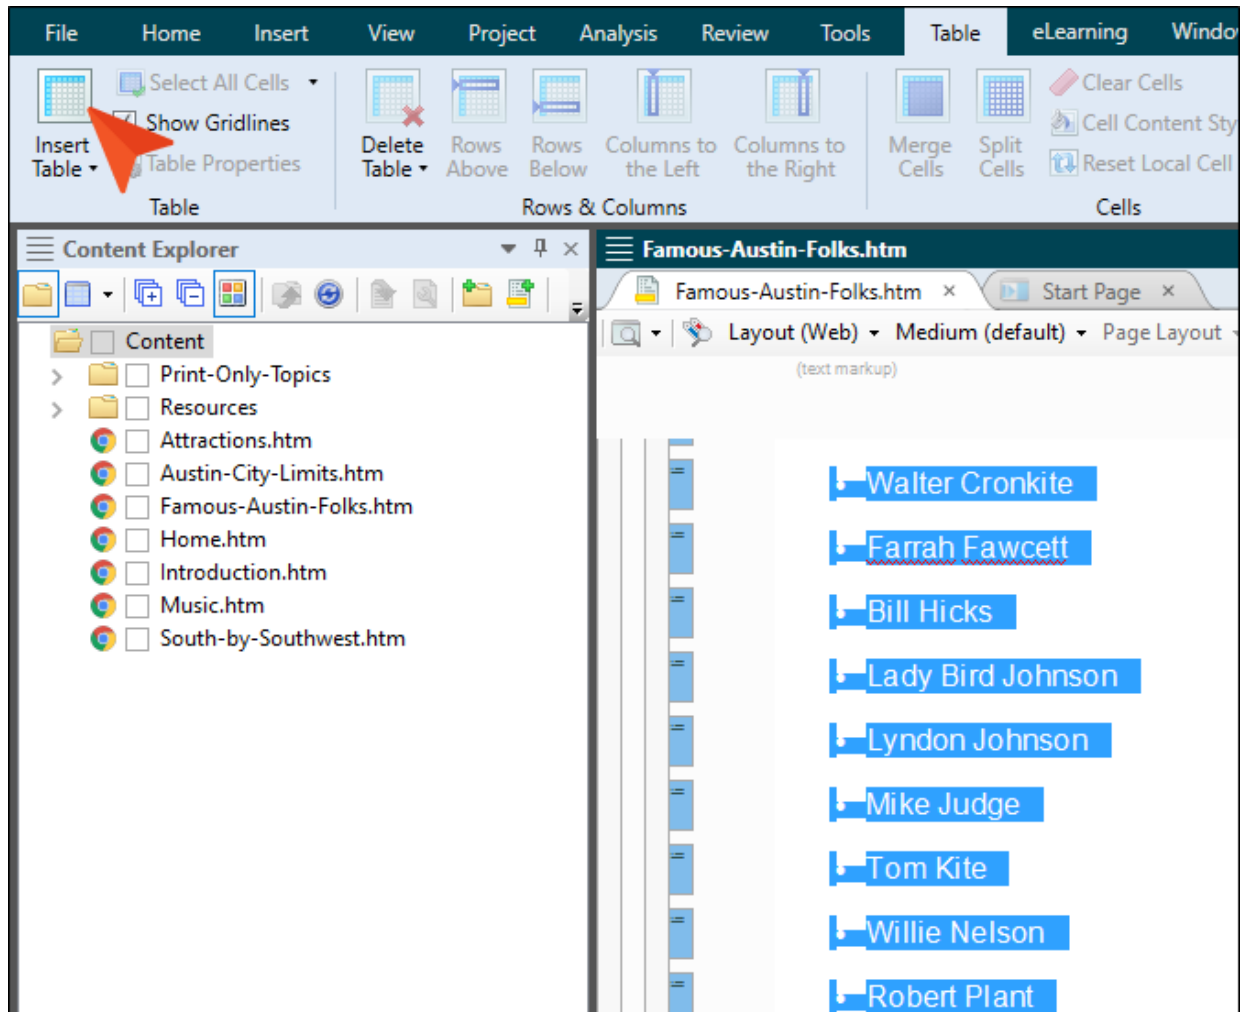 File Home Insert View Project Analysis Review Tools Table eLearning
Select All Cells
Clear Cells
Show Gridlines
Cell Content
Insert Table
Table Properties
Delete Table
Rows Above
Rows Below
Columns to the Left
Columns to the Right
Merge Cells
Split Cells
Reset Local Cell
Table
Rows & Columns
Cells
Content Explorer
Content
Print-Only-Topics
Resources
Attractions.htm
Austin-City-Limits.htm
Famous-Austin-Folks.htm
Home.htm
Introduction.htm
Music.htm
South-by-Southwest.htm
Famous-Austin-Folks.htm
Famous-Austin-Folks.htm
Start Page
Layout (Web) Medium (default) Page Layout
(text markup)
Walter Cronkite
Farrah Fawcett
Bill Hicks
Lady Bird Johnson
Lyndon Johnson
Mike Judge
Tom Kite
Willie Nelson
Robert Plant